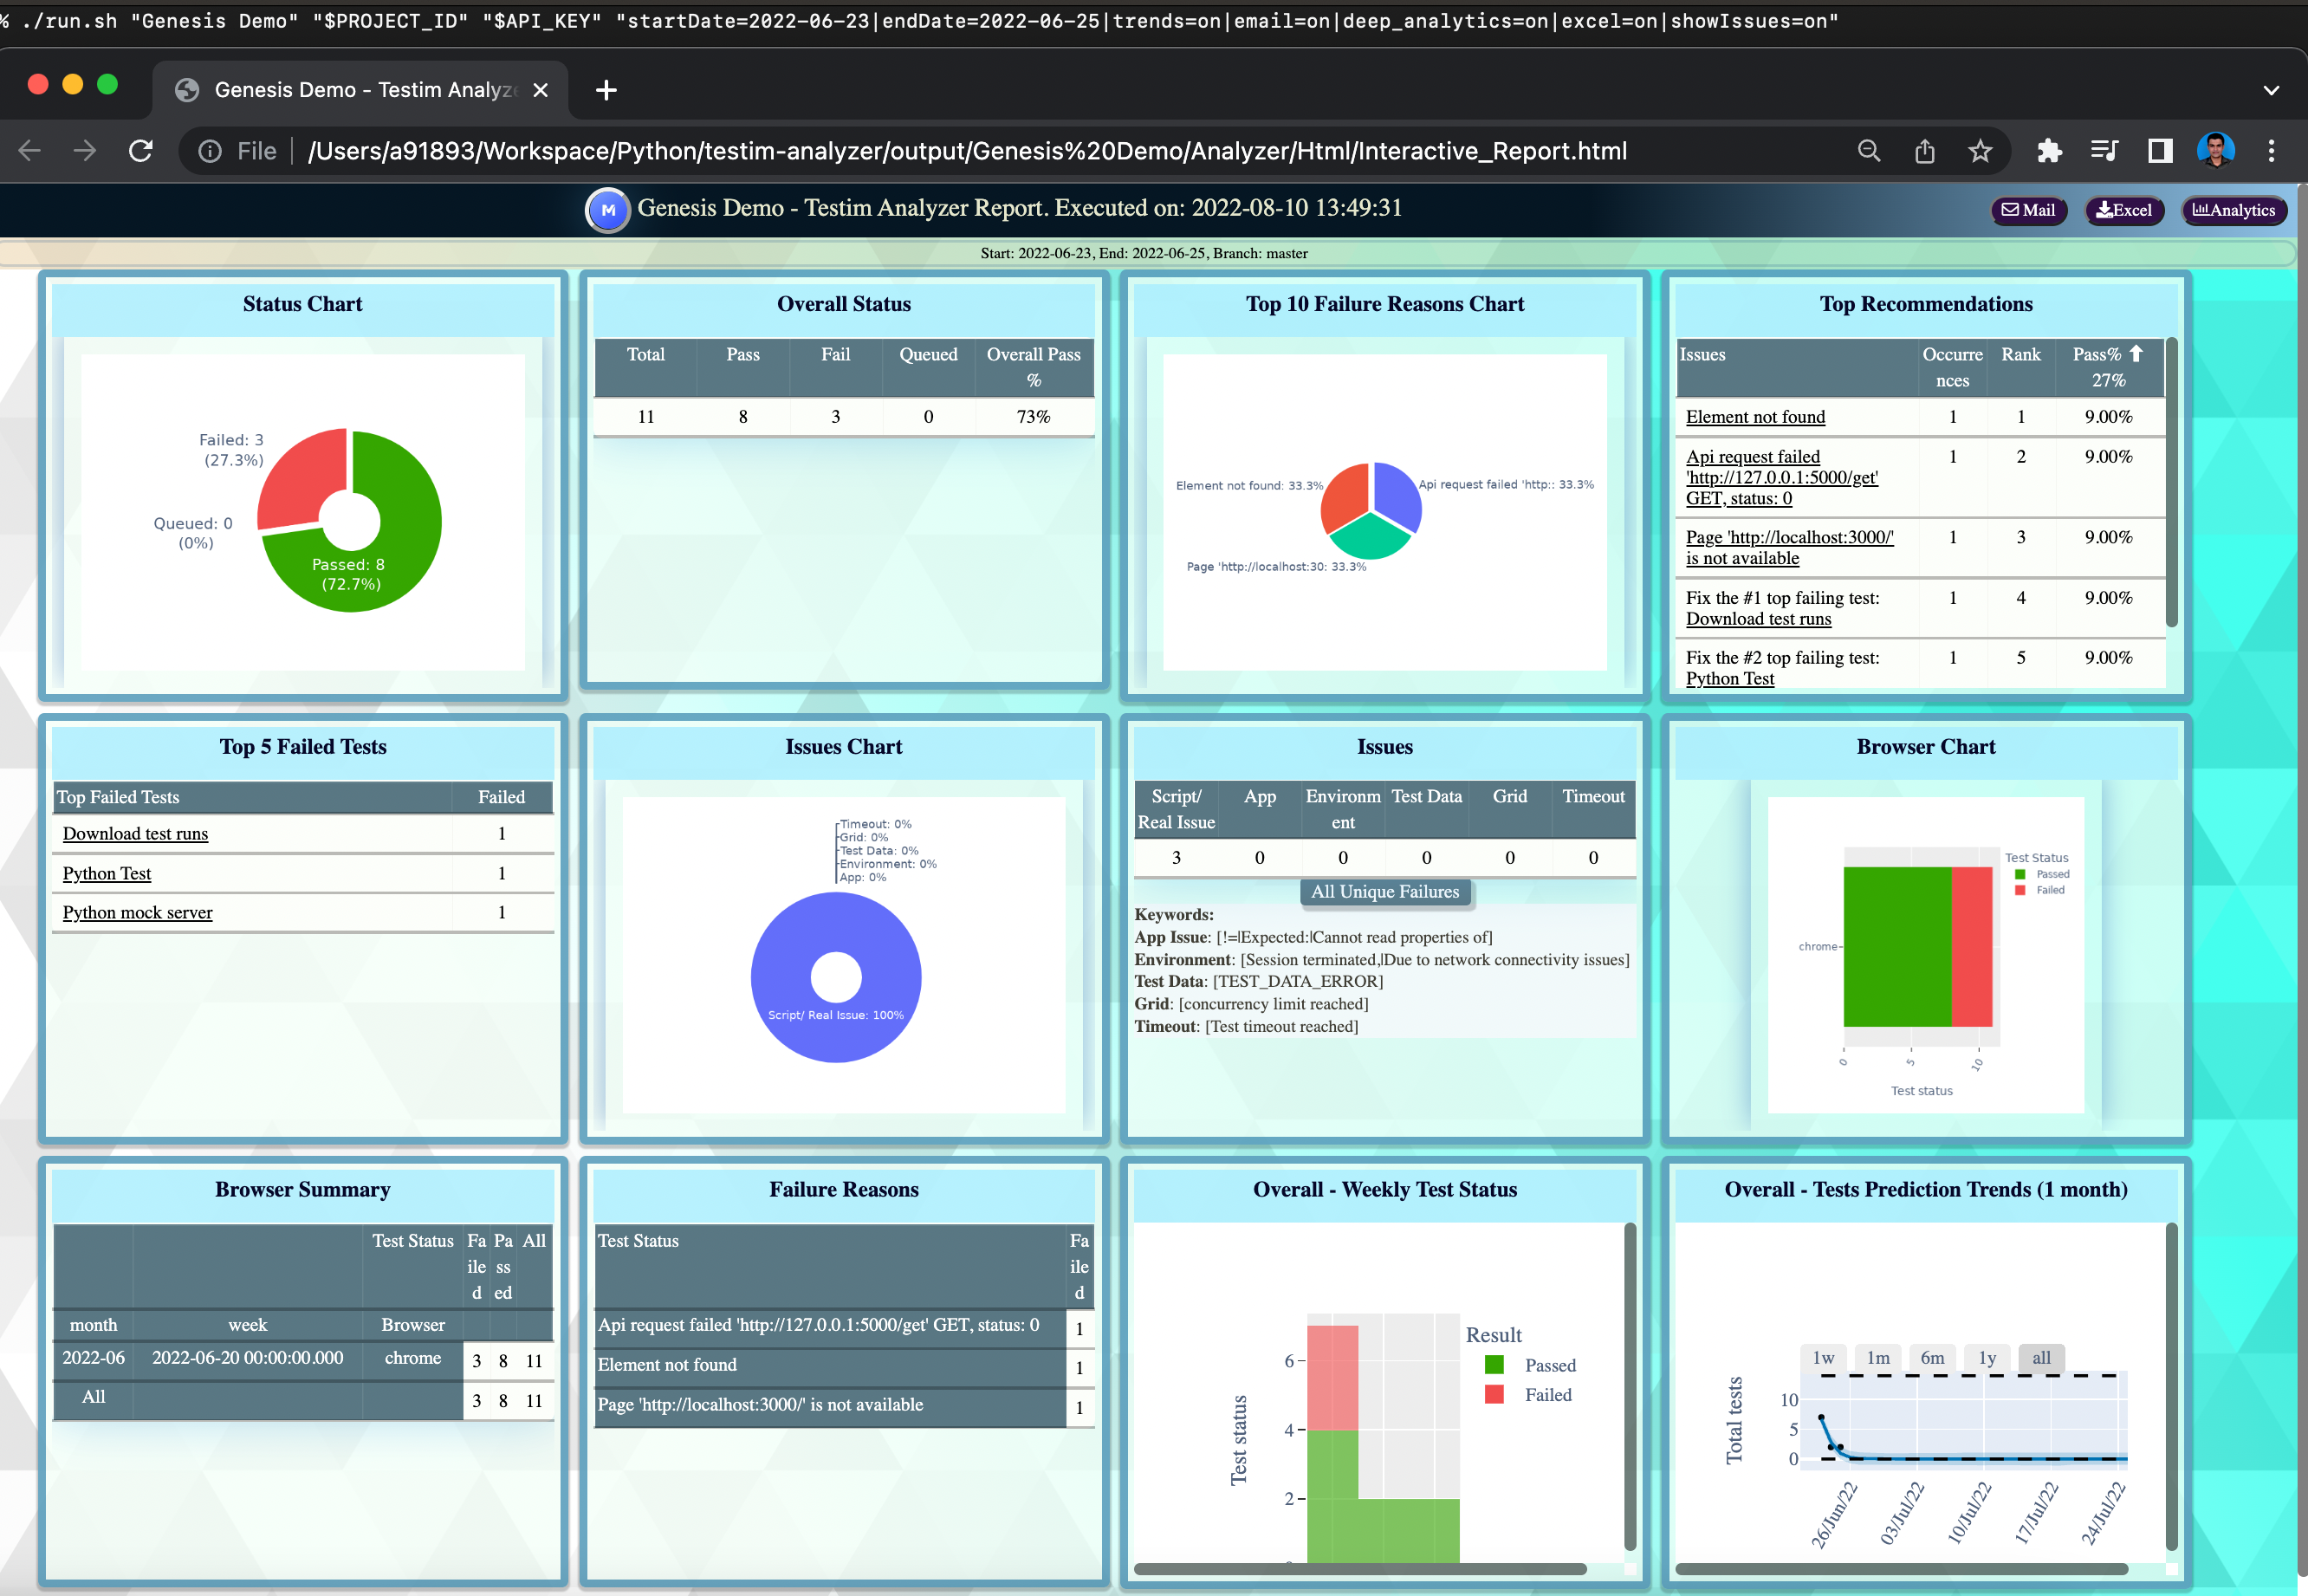 % ./run.sh "Genesis Demo" "$PROJECT_ID" "$API_KEY" "startDate=2022-06-23|endDate=2022-06-25|trends=on|email=on|deep_analytics=on|excel=on|showIssues=on"
Genesis Demo - Testim Analyze
File
/Users/a91893/Workspace/Python/testim-analyzer/output/Genesis%20Demo/Analyzer/Html/Interactive_Report.html
M
Genesis Demo - Testim Analyzer Report. Executed on: 2022-08-10 13:49:31
Mail
Excel
Analytics
Start: 2022-06-23, End: 2022-06-25, Branch: master
Status Chart
Failed: 3
(27.3%)
Queued: 0
(0%)
Passed: 8
(72.7%)
Overall Status
Total Pass Fail Queued Overall Pass
%
11 8 3 0 73%
Top 10 Failure Reasons Chart
Element not found: 33.3%
Api request failed 'http:: 33.3%
Page 'http://localhost:30: 33.3%
Top Recommendations
Issues Occurre Rank Pass%
nces 27%
Element not found 1 1 9.00%
Api request failed 1 2 9.00%
'http://127.0.0.1:5000/get'
GET, status: 0
Page 'http://localhost:3000/' 1 3 9.00%
is not available
Fix the #1 top failing test: 1 4 9.00%
Download test runs
Fix the #2 top failing test: 1 5 9.00%
Python Test
Top 5 Failed Tests
Top Failed Tests Failed
Download test runs 1
Python Test 1
Python mock server 1
Issues Chart
Timeout: 0%
Grid: 0%
Test Data: 0%
Environment: 0%
App: 0%
Script/ Real Issue: 100%
Issues
Script/ App Environm Test Data Grid Timeout
Real Issue ent
3 0 0 0 0 0
All Unique Failures
Keywords:
App Issue: [!=|Expected:|Cannot read properties of]
Environment: [Session terminated,|Due to network connectivity issues]
Test Data: [TEST_DATA_ERROR]
Grid: [concurrency limit reached]
Timeout: [Test timeout reached]
Browser Chart
Test Status
Passed
Failed
chrome
0 5 10
Test status
Browser Summary
Test Status Fa Pa All
ile ss
d ed
month week Browser
2022-06 2022-06-20 00:00:00.000 chrome 3 8 11
All 3 8 11
Failure Reasons
Test Status Fa
ile
d
Api request failed 'http://127.0.0.1:5000/get' GET, status: 0 1
Element not found 1
Page 'http://localhost:3000/' is not available 1
Overall - Weekly Test Status
Result
Passed
Failed
6
4
2
Test status
Overall - Tests Prediction Trends (1 month)
1w 1m 6m 1y all
10
5
0
Total tests
26/Jun/22 03/Jul/22 10/Jul/22 17/Jul/22 24/Jul/22